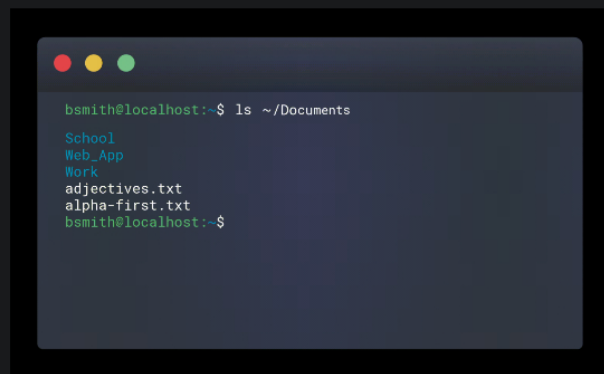 bsmith@localhost:~$ ls ~/Documents
School
Web_App
Work
adjectives.txt
alpha-first.txt
bsmith@localhost:~$